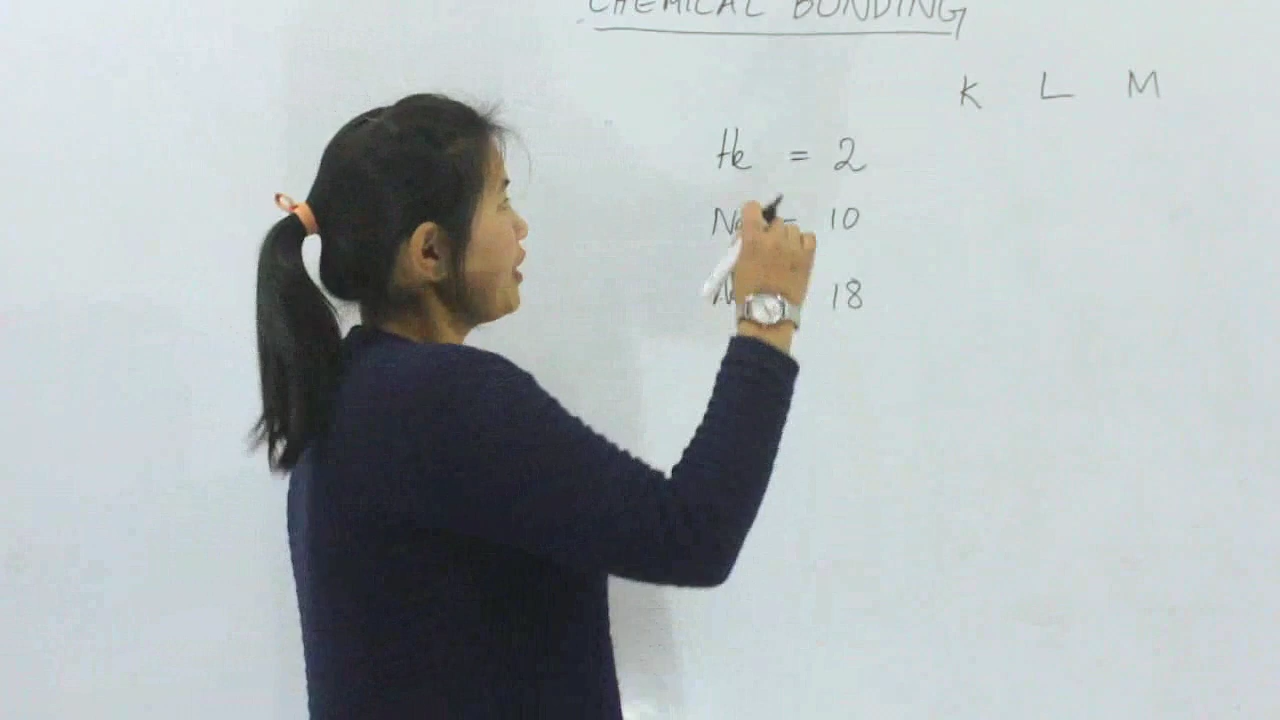 CHEMICAL BONDING
K L M
He = 2
= 10
18